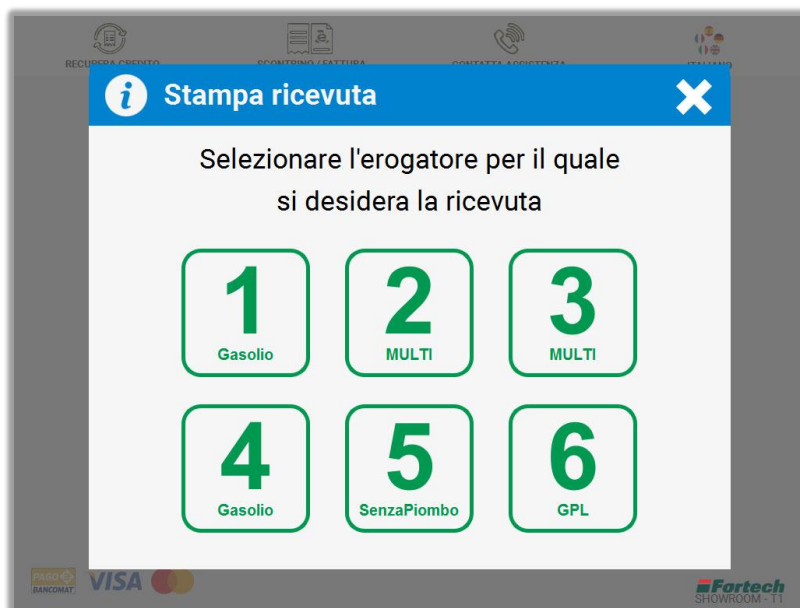 RECUPERA CREDITO
SCONTRINO / FATTURA
CONTATTA ASSISTENZA
ITALIANO
i Stampa ricevuta
Selezionare l'erogatore per il quale
si desidera la ricevuta
1
Gasolio
2
MULTI
3
MULTI
4
Gasolio
5
SenzaPiombo
6
GPL
PAGO
BANCOMAT
VISA
Fortech
SHOWROOM - T1